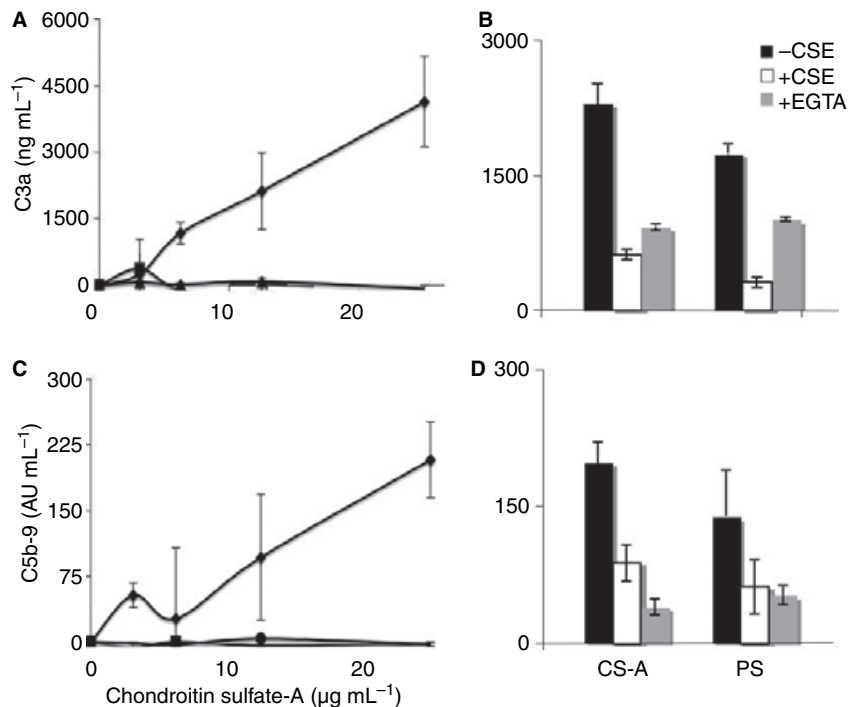 A
6000
4500
3000
1500
0
C3a (ng mL⁻¹)
0 10 20
B
3000
1500
0
–CSE
+CSE
+EGTA
C
300
225
150
75
0
C5b-9 (AU mL⁻¹)
0 10 20
Chondroitin sulfate-A (µg mL⁻¹)
D
300
150
0
CS-A PS